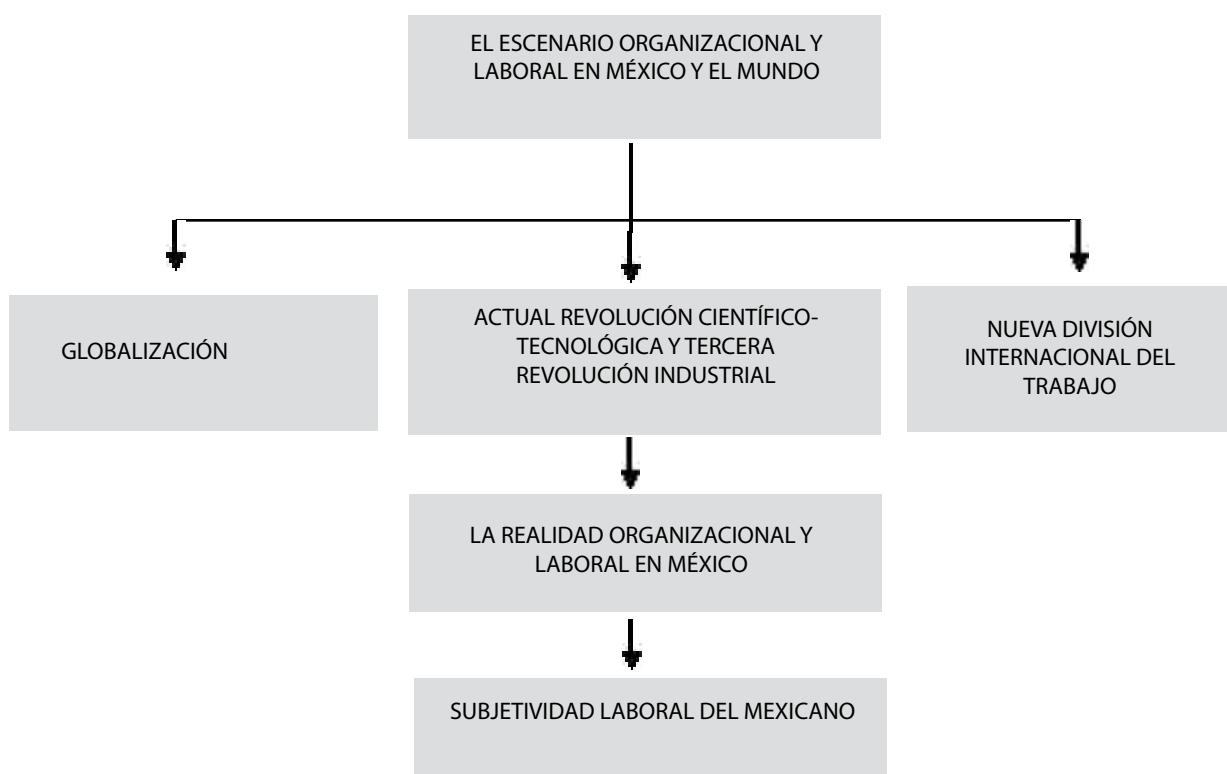 EL ESCENARIO ORGANIZACIONAL Y
LABORAL EN MÉXICO Y EL MUNDO
GLOBALIZACIÓN
ACTUAL REVOLUCIÓN CIENTÍFICO-
TECNOLÓGICA Y TERCERA
REVOLUCIÓN INDUSTRIAL
NUEVA DIVISIÓN
INTERNACIONAL DEL
TRABAJO
LA REALIDAD ORGANIZACIONAL Y
LABORAL EN MÉXICO
SUBJETIVIDAD LABORAL DEL MEXICANO